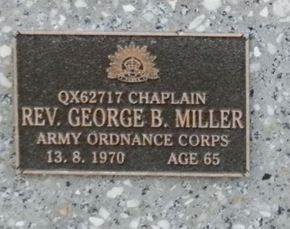 QX62717 CHAPLAIN
REV. GEORGE B. MILLER
ARMY ORDNANCE CORPS
13. 8. 1970 AGE 65